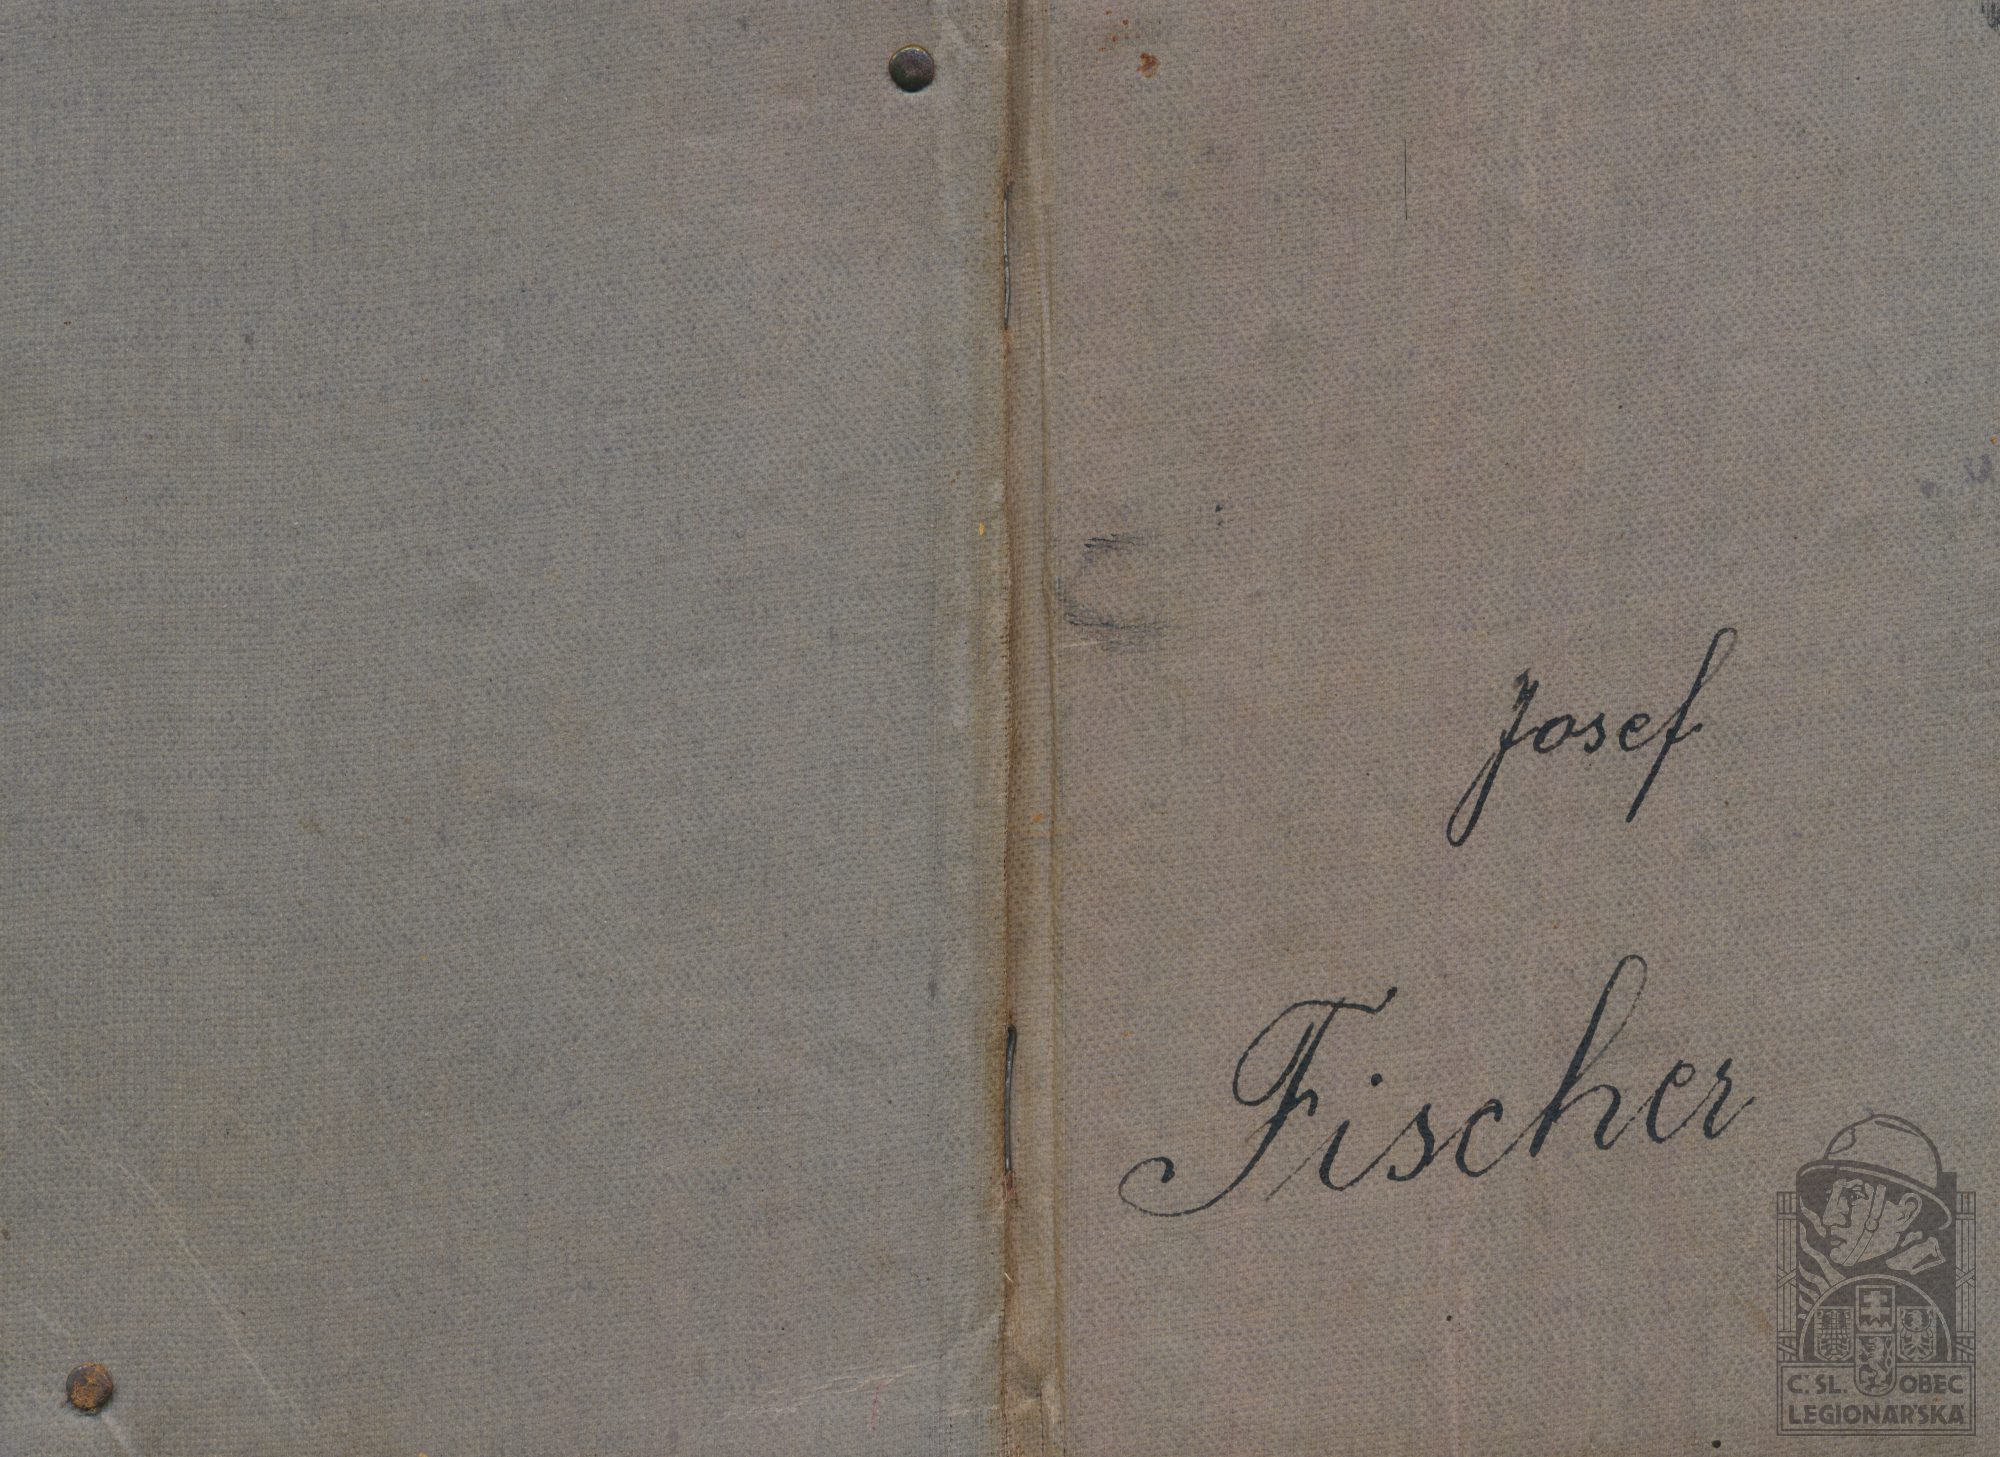 Josef
Fischer
Č. SL. OBEC
LEGIONÁŘSKÁ